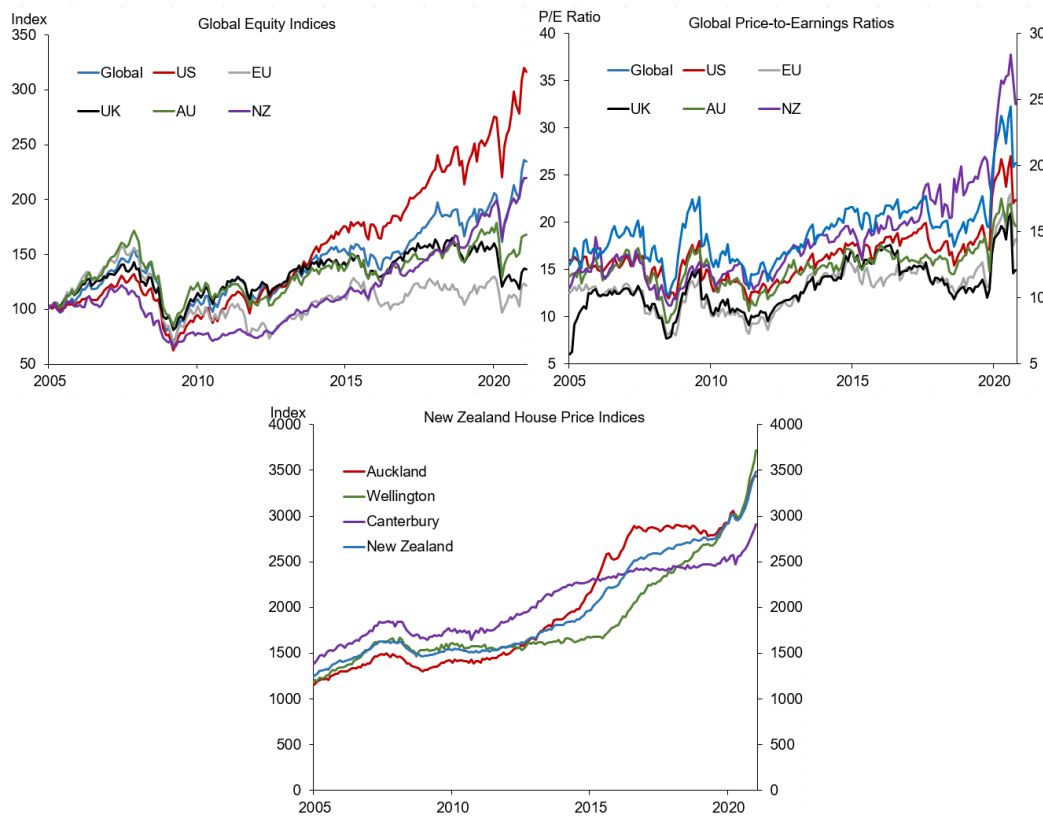 Index
Global Equity Indices
350
300
250
200
150
100
50
Global US EU
UK AU NZ
2005 2010 2015 2020
P/E Ratio
Global Price-to-Earnings Ratios
40
35
30
25
20
15
10
5
Global US EU
UK AU NZ
30
25
20
15
10
5
2005 2010 2015 2020
Index
New Zealand House Price Indices
4000
3500
3000
2500
2000
1500
1000
500
0
Auckland
Wellington
Canterbury
New Zealand
4000
3500
3000
2500
2000
1500
1000
500
0
2005 2010 2015 2020